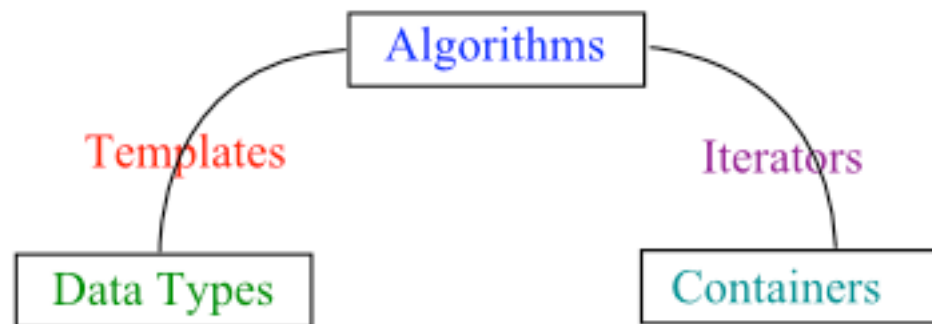 Algorithms
Templates
Iterators
Data Types
Containers